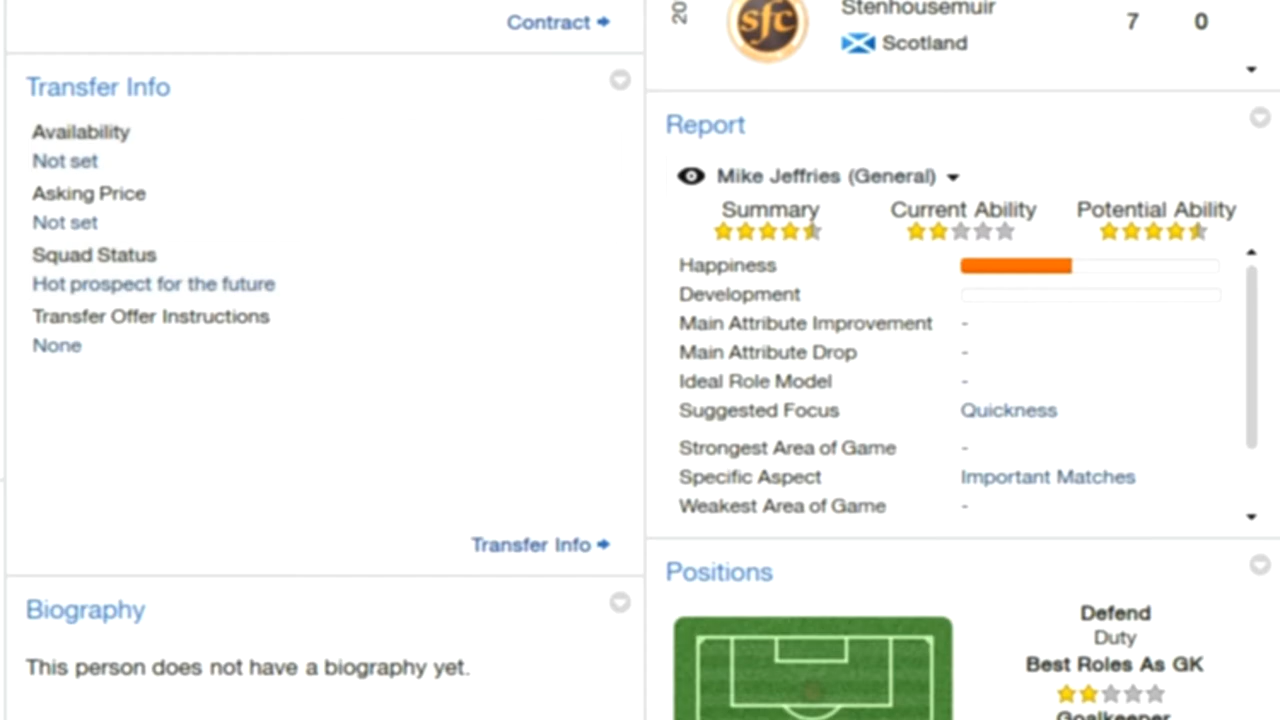 Contract
Transfer Info
Availability
Not set
Asking Price
Not set
Squad Status
Hot prospect for the future
Transfer Offer Instructions
None
Transfer Info
Biography
This person does not have a biography yet.
20
sfc
Stenhousemuir
7
0
Scotland
Report
Mike Jeffries (General)
Summary
Current Ability
Potential Ability
Happiness
Development
Main Attribute Improvement -
Main Attribute Drop -
Ideal Role Model -
Suggested Focus Quickness
Strongest Area of Game -
Specific Aspect Important Matches
Weakest Area of Game -
Positions
Defend
Duty
Best Roles As GK
Goalkeeper